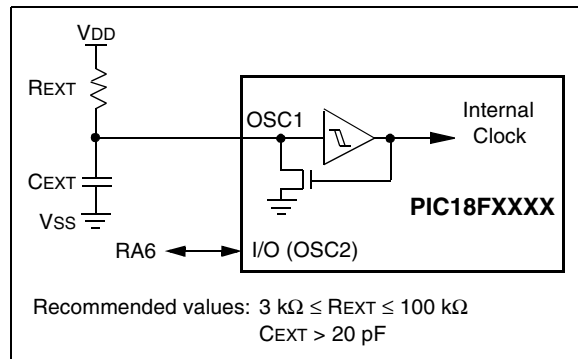 VDD
REXT
OSC1
Internal
Clock
CEXT
PIC18FXXXX
VSS
RA6
I/O (OSC2)
Recommended values: 3 kΩ ≤ REXT ≤ 100 kΩ
CEXT > 20 pF